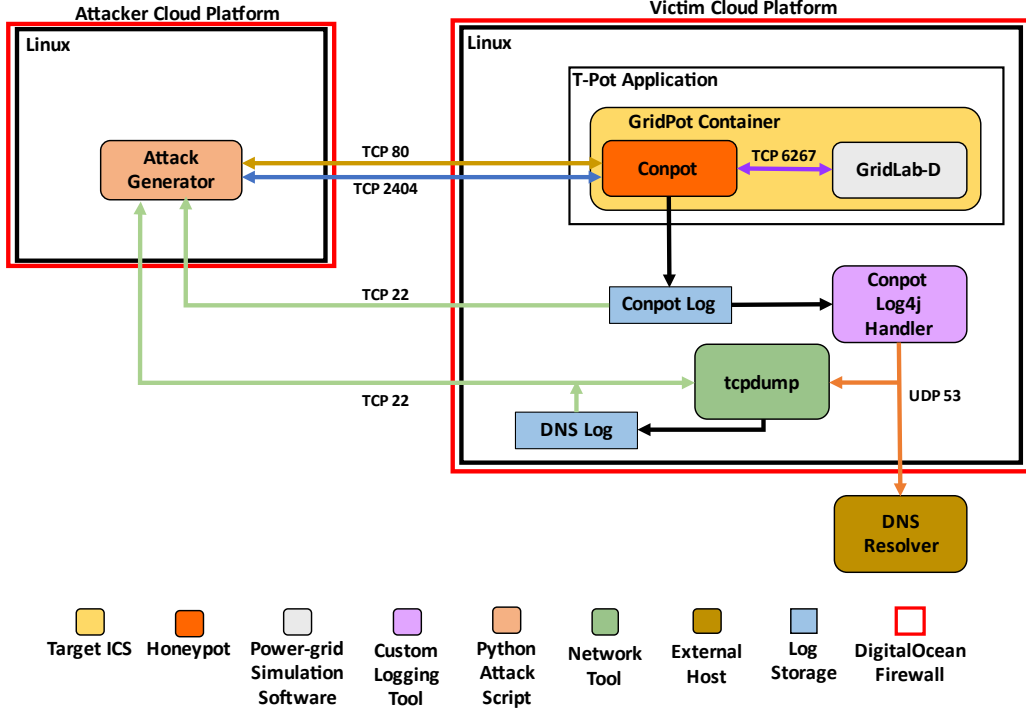 Attacker Cloud Platform
Victim Cloud Platform
Linux
Linux
T-Pot Application
GridPot Container
Attack
Generator
TCP 80
TCP 2404
Conpot
TCP 6267
GridLab-D
TCP 22
Conpot Log
Conpot
Log4j
Handler
TCP 22
tcpdump
UDP 53
DNS Log
DNS
Resolver
Target ICS
Honeypot
Power-grid
Simulation
Software
Custom
Logging
Tool
Python
Attack
Script
Network
Tool
External
Host
Log
Storage
DigitalOcean
Firewall